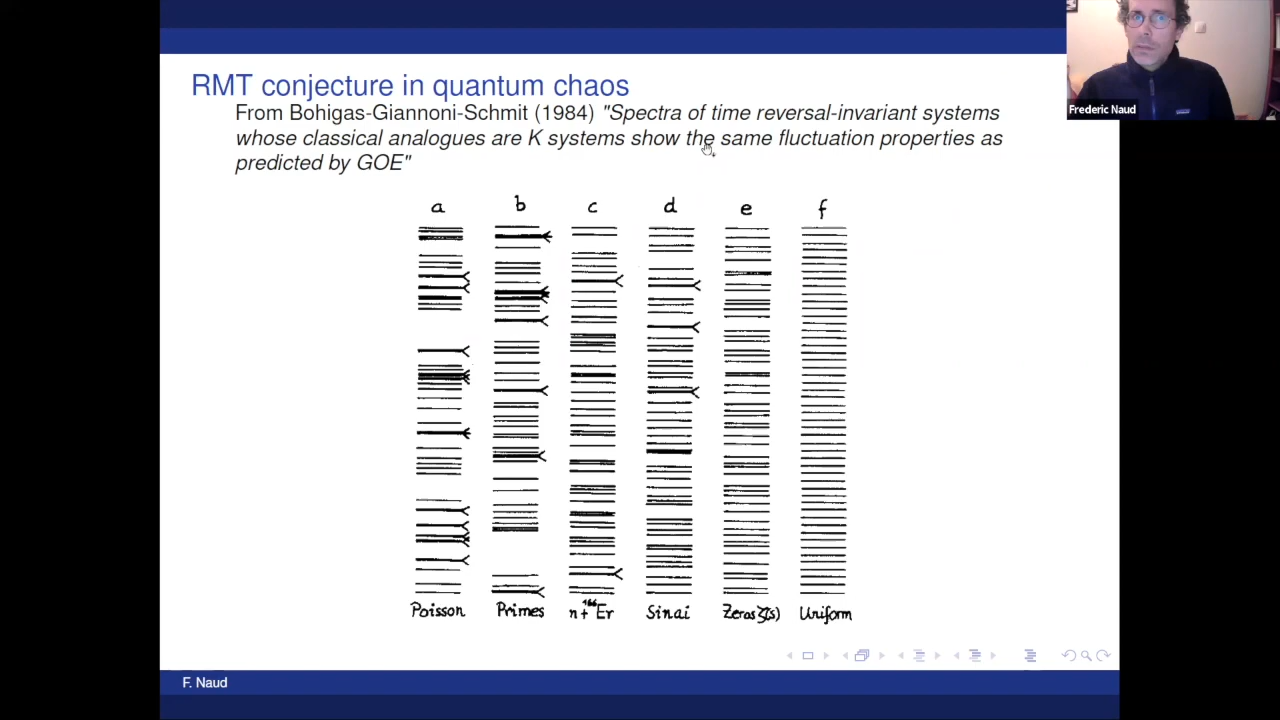 RMT conjecture in quantum chaos
From Bohigas-Giannoni-Schmit (1984) "Spectra of time reversal-invariant systems
whose classical analogues are K systems show the same fluctuation properties as
predicted by GOE"
Frederic Naud
a b c d e f
Poisson Primes n+¹⁶⁶Er Sinai Zeros ζ(s) Uniform
F. Naud